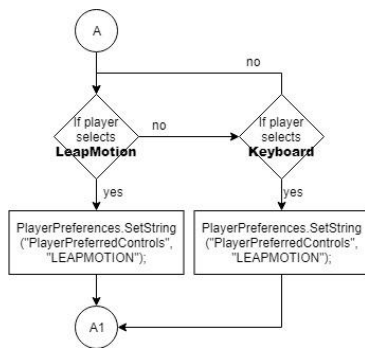 A
no
If player
selects
LeapMotion
no
If player
selects
Keyboard
yes
yes
PlayerPreferences.SetString
("PlayerPreferredControls",
"LEAPMOTION");
PlayerPreferences.SetString
("PlayerPreferredControls",
"LEAPMOTION");
A1